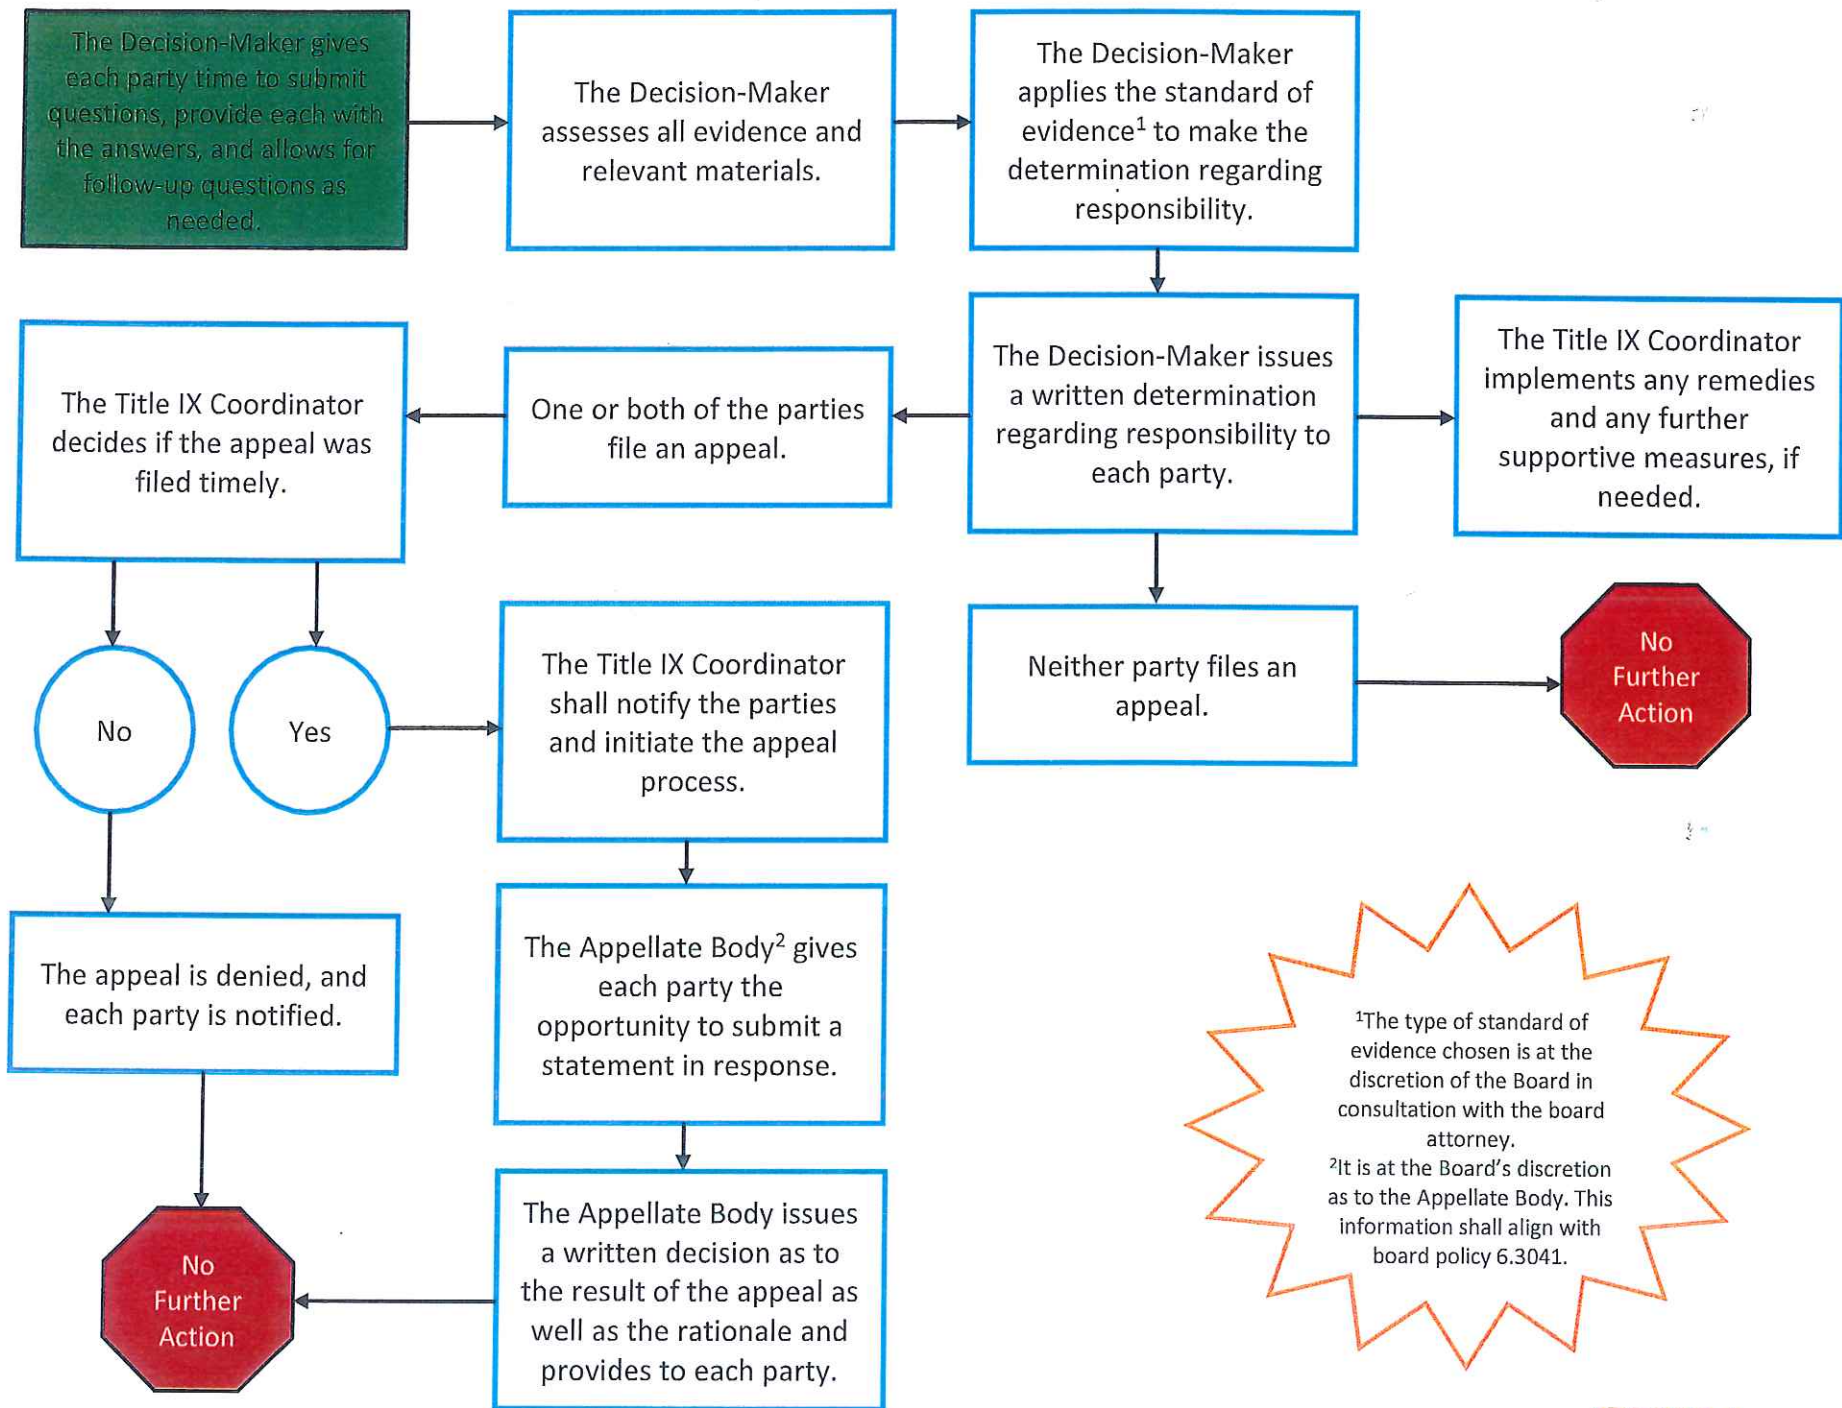 The Decision-Maker gives
each party time to submit
questions, provide each with
the answers, and allows for
follow-up questions as
needed.
The Decision-Maker
assesses all evidence and
relevant materials.
The Decision-Maker
applies the standard of
evidence¹ to make the
determination regarding
responsibility.
The Title IX Coordinator
decides if the appeal was
filed timely.
One or both of the parties
file an appeal.
The Decision-Maker issues
a written determination
regarding responsibility to
each party.
The Title IX Coordinator
implements any remedies
and any further
supportive measures, if
needed.
No
Yes
The Title IX Coordinator
shall notify the parties
and initiate the appeal
process.
Neither party files an
appeal.
No
Further
Action
The appeal is denied, and
each party is notified.
The Appellate Body² gives
each party the
opportunity to submit a
statement in response.
No
Further
Action
The Appellate Body issues
a written decision as to
the result of the appeal as
well as the rationale and
provides to each party.
¹The type of standard of
evidence chosen is at the
discretion of the Board in
consultation with the board
attorney.
²It is at the Board's discretion
as to the Appellate Body. This
information shall align with
board policy 6.3041.